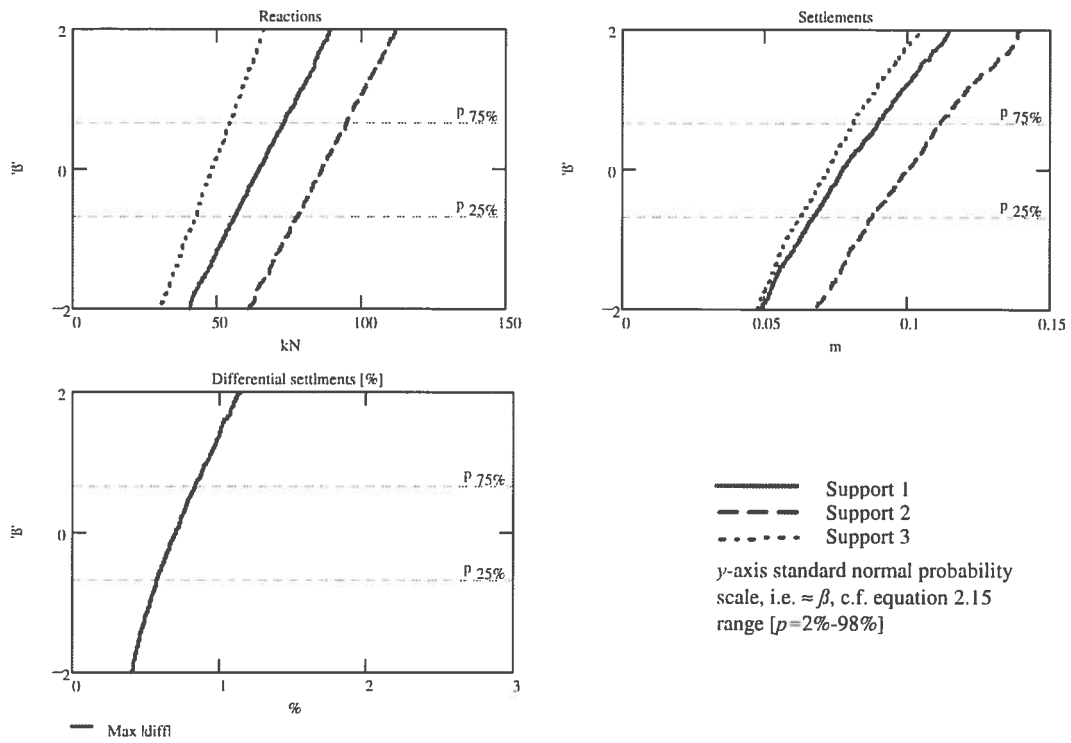 Reactions
2
'β'
0
−2
P 75%
P 25%
0
50
100
150
kN
Settlements
2
'β'
0
−2
P 75%
P 25%
0
0.05
0.1
0.15
m
Differential settlments [%]
2
'β'
0
−2
P 75%
P 25%
0
1
2
3
%
Max |diff|
Support 1
Support 2
Support 3
y-axis standard normal probability
scale, i.e. ≈ β, c.f. equation 2.15
range [p=2%-98%]